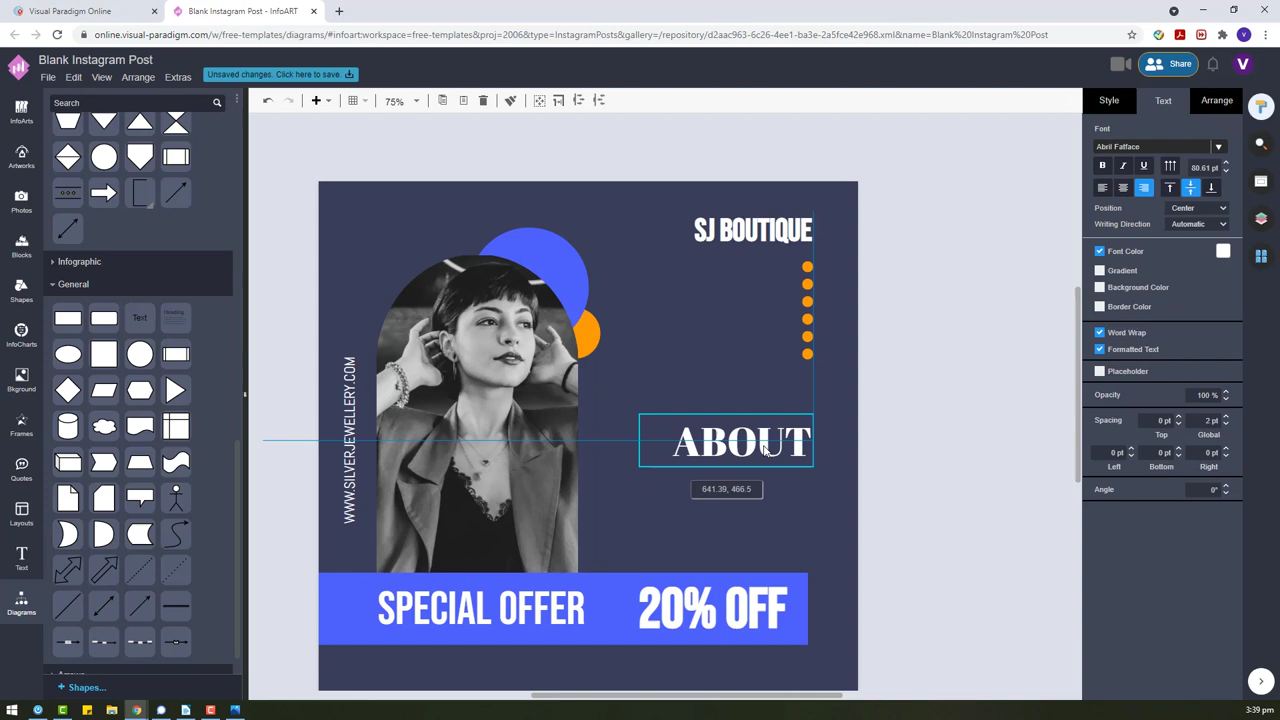 Visual Paradigm Online
Blank Instagram Post - InfoART
online.visual-paradigm.com/w/free-templates/diagrams/#infoart:workspace=free-templates&proj=2006&type=InstagramPosts&gallery=/repository/d2aac963-6c26-4ee1-ba3e-2a5fce42e968.xml&name=Blank%20Instagram%20Post
Blank Instagram Post
File Edit View Arrange Extras
Unsaved changes. Click here to save.
Share
V
Search
75%
InfoArts
Artworks
Photos
Blocks
Shapes
InfoCharts
Bkground
Frames
Quotes
Layouts
Text
Diagrams
Infographic
General
Text
Heading
+ Shapes...
SJ BOUTIQUE
WWW.SILVERJEWELLERY.COM
ABOUT
641.39, 466.5
SPECIAL OFFER
20% OFF
Style Text Arrange
Font
Abril Fatface
B I U 80.61 pt
Position Center
Writing Direction Automatic
Font Color
Gradient
Background Color
Border Color
Word Wrap
Formatted Text
Placeholder
Opacity 100 %
Spacing 0 pt 2 pt
Top Global
0 pt 0 pt 0 pt
Left Bottom Right
Angle 0°
3:39 pm